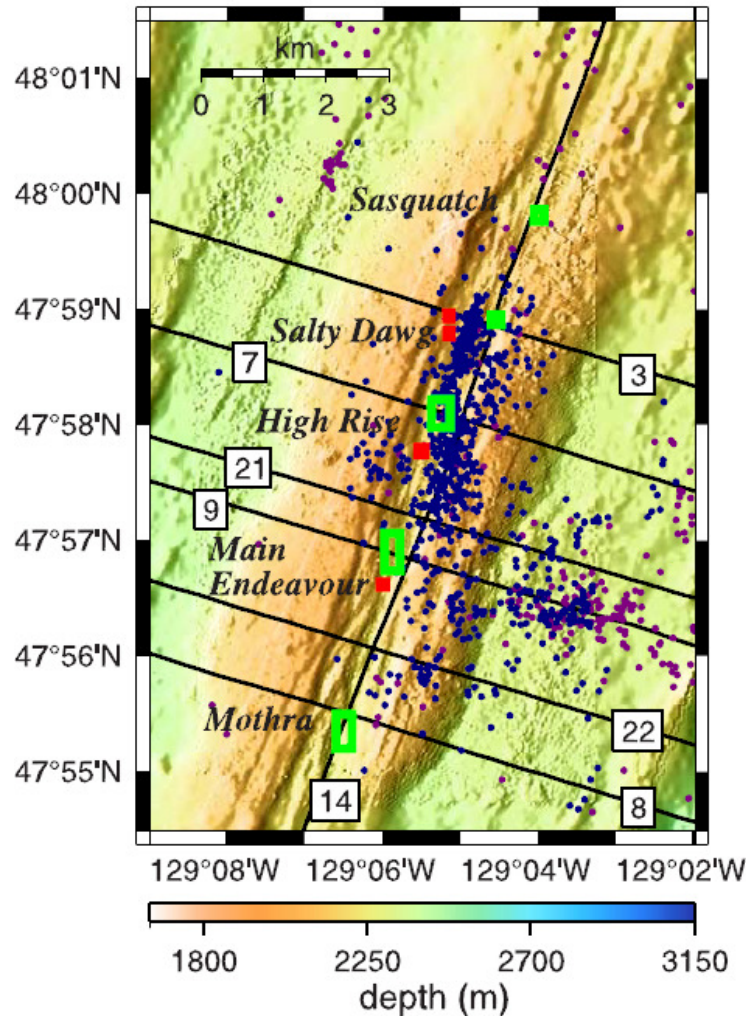 km
0 1 2 3
48°01'N
48°00'N
47°59'N
47°58'N
47°57'N
47°56'N
47°55'N
Sasquatch
Salty Dawg
3
7
High Rise
21
9
Main
Endeavour
Mothra
22
14
8
129°08'W 129°06'W 129°04'W 129°02'W
1800 2250 2700 3150
depth (m)